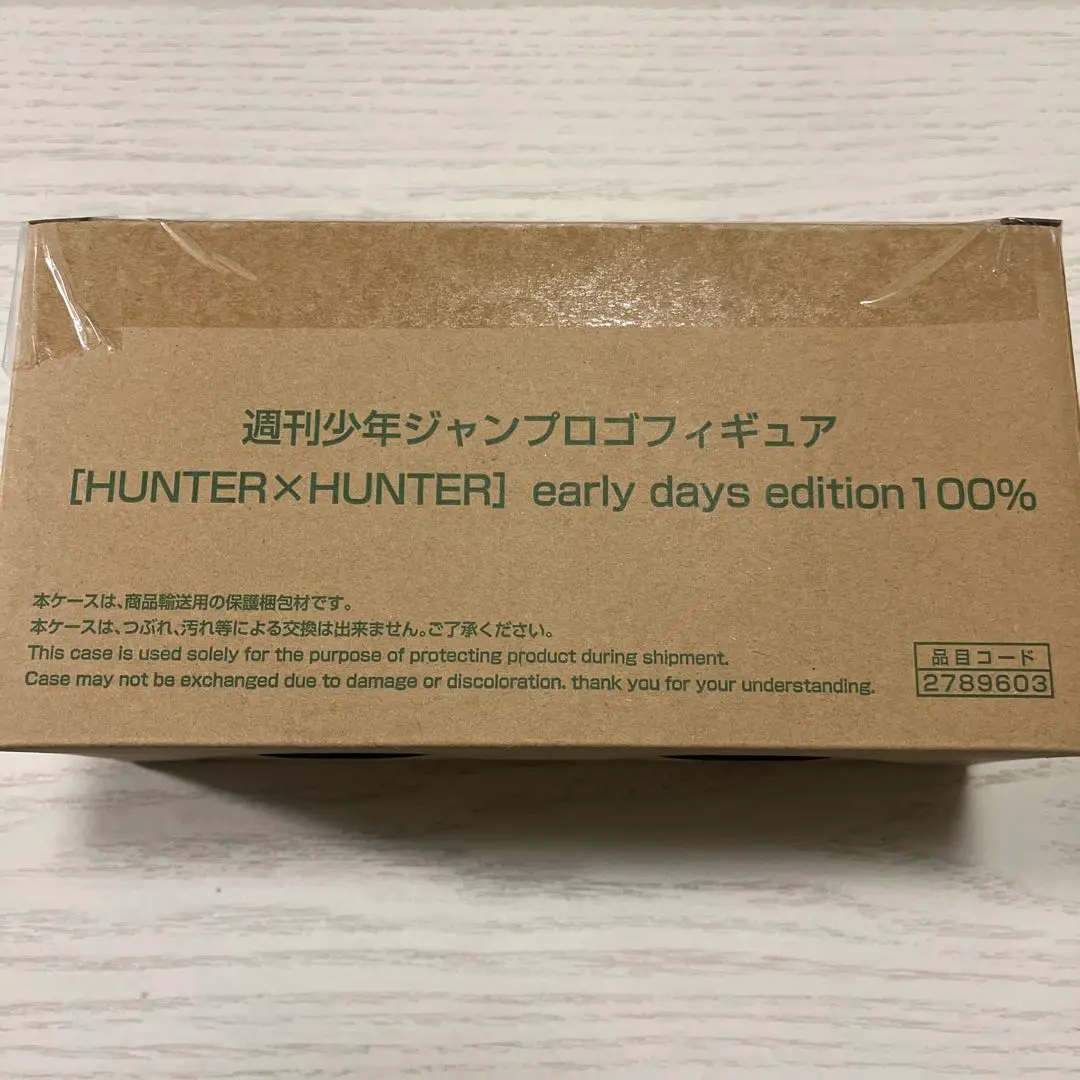 週刊少年ジャンプロゴフィギュア
[HUNTER×HUNTER] early days edition100%
本ケースは、商品輸送用の保護梱包材です。
本ケースは、つぶれ、汚れ等による交換は出来ません。ご了承ください。
This case is used solely for the purpose of protecting product during shipment.
Case may not be exchanged due to damage or discoloration. thank you for your understanding.
品目コード
2789603